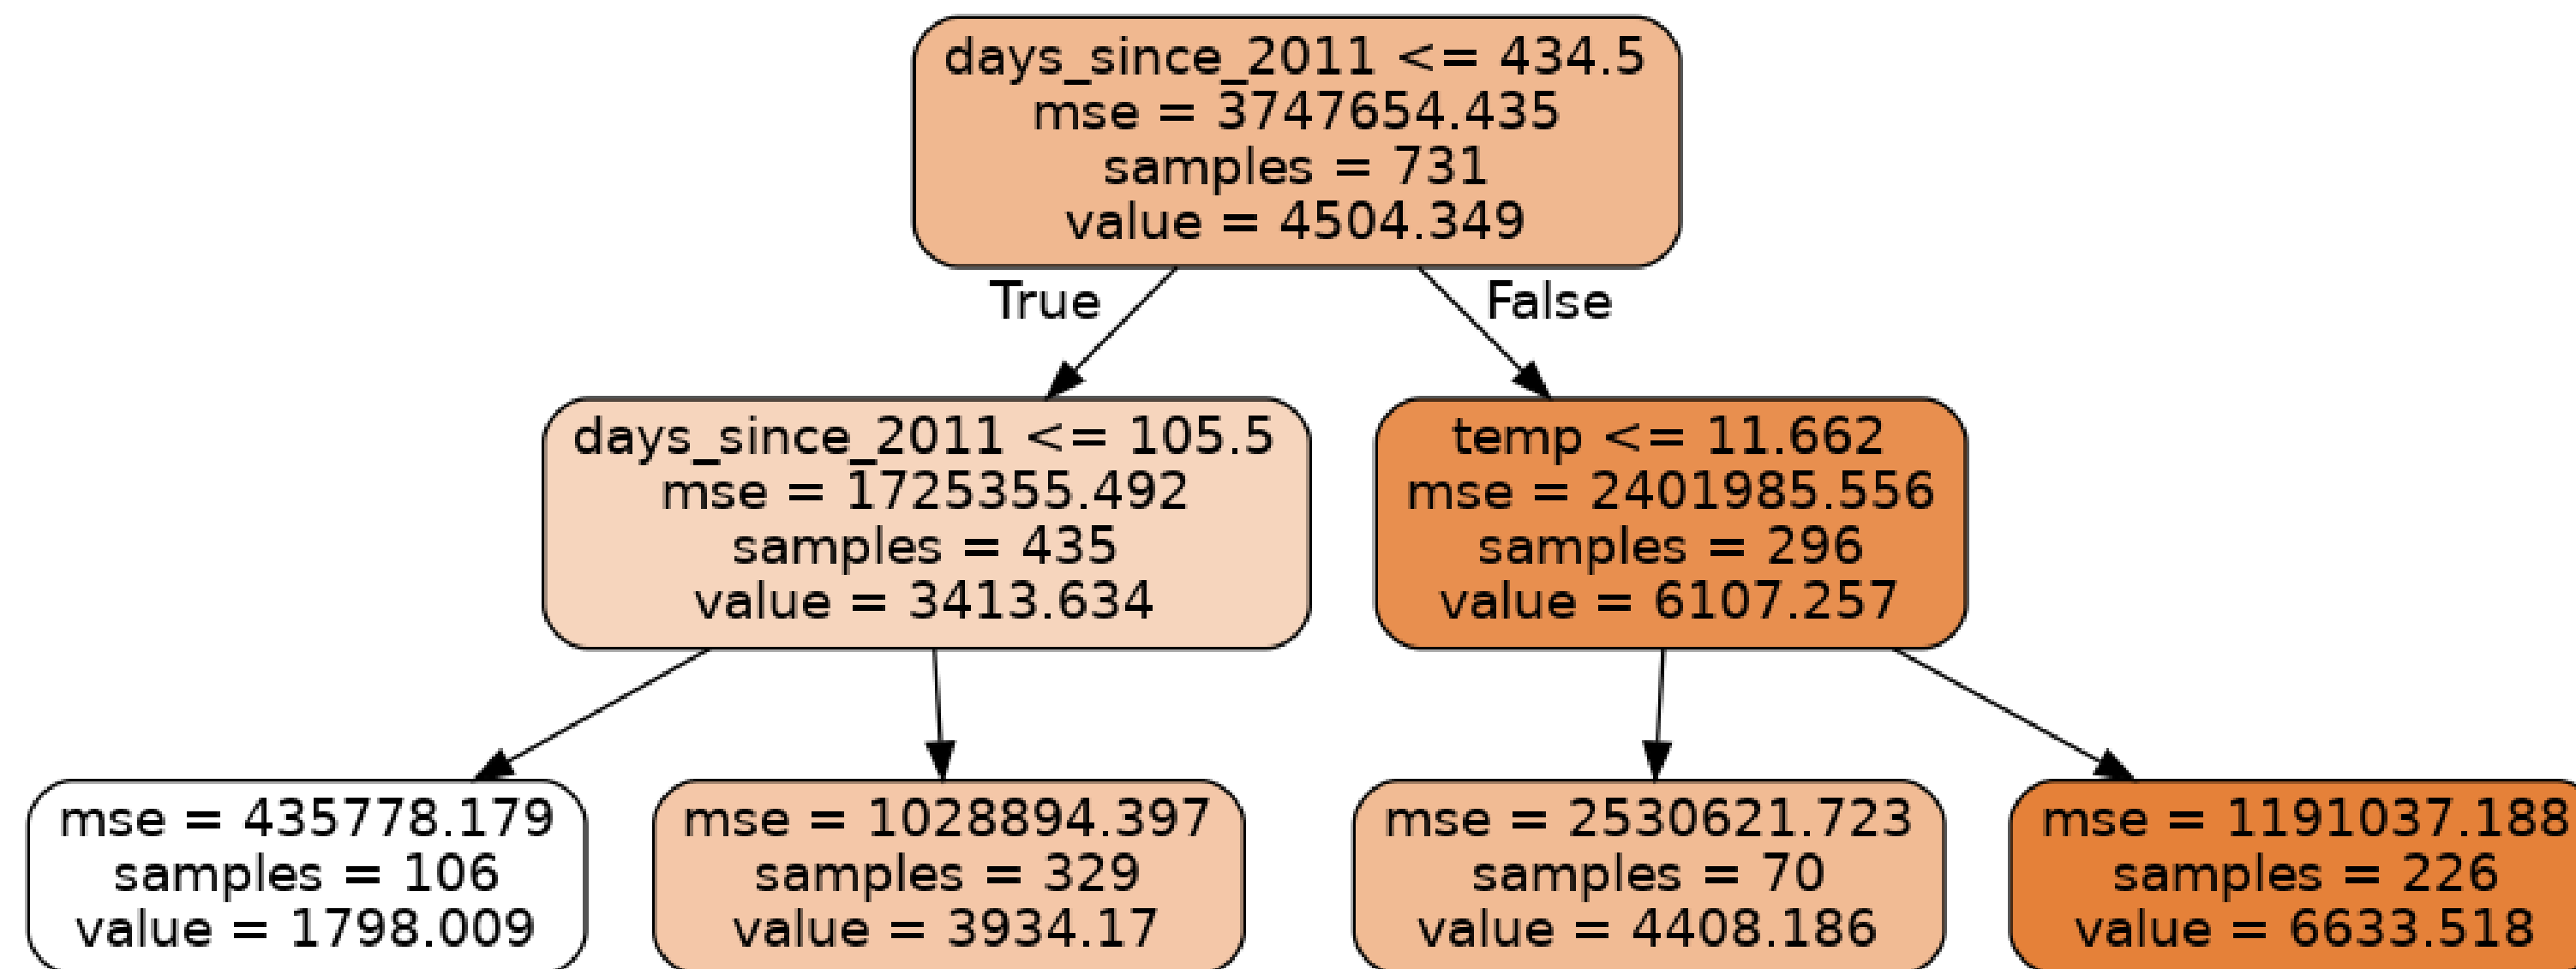 days_since_2011 <= 434.5
mse = 3747654.435
samples = 731
value = 4504.349
True
False
days_since_2011 <= 105.5
mse = 1725355.492
samples = 435
value = 3413.634
temp <= 11.662
mse = 2401985.556
samples = 296
value = 6107.257
mse = 435778.179
samples = 106
value = 1798.009
mse = 1028894.397
samples = 329
value = 3934.17
mse = 2530621.723
samples = 70
value = 4408.186
mse = 1191037.188
samples = 226
value = 6633.518